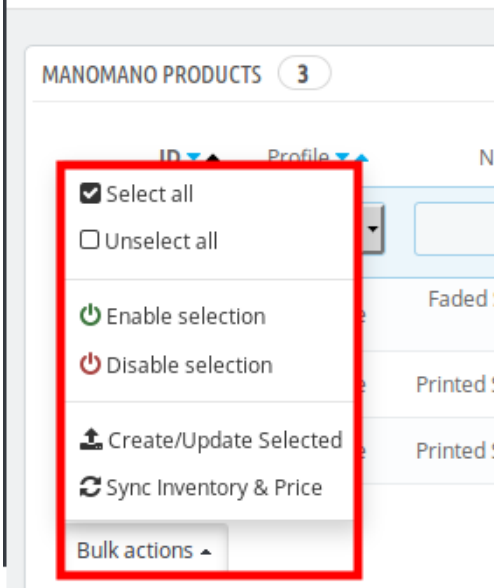 MANOMANO PRODUCTS 3
ID Profile N
Select all
Unselect all
Faded
Enable selection
Disable selection
Printed
Create/Update Selected
Printed
Sync Inventory & Price
Bulk actions